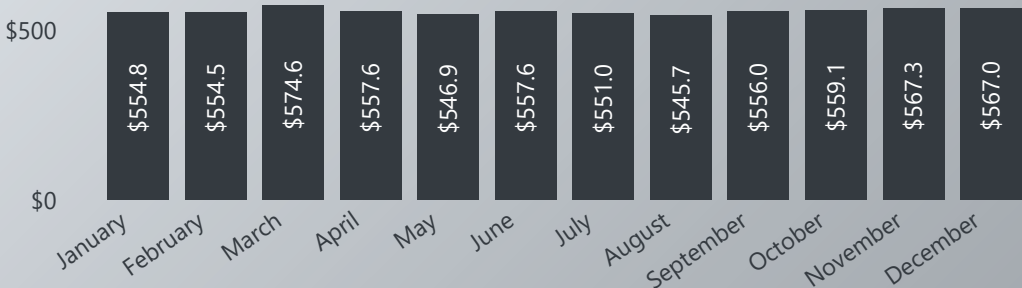 $500
$0
$554.8
$554.5
$574.6
$557.6
$546.9
$557.6
$551.0
$545.7
$556.0
$559.1
$567.3
$567.0
January
February
March
April
May
June
July
August
September
October
November
December